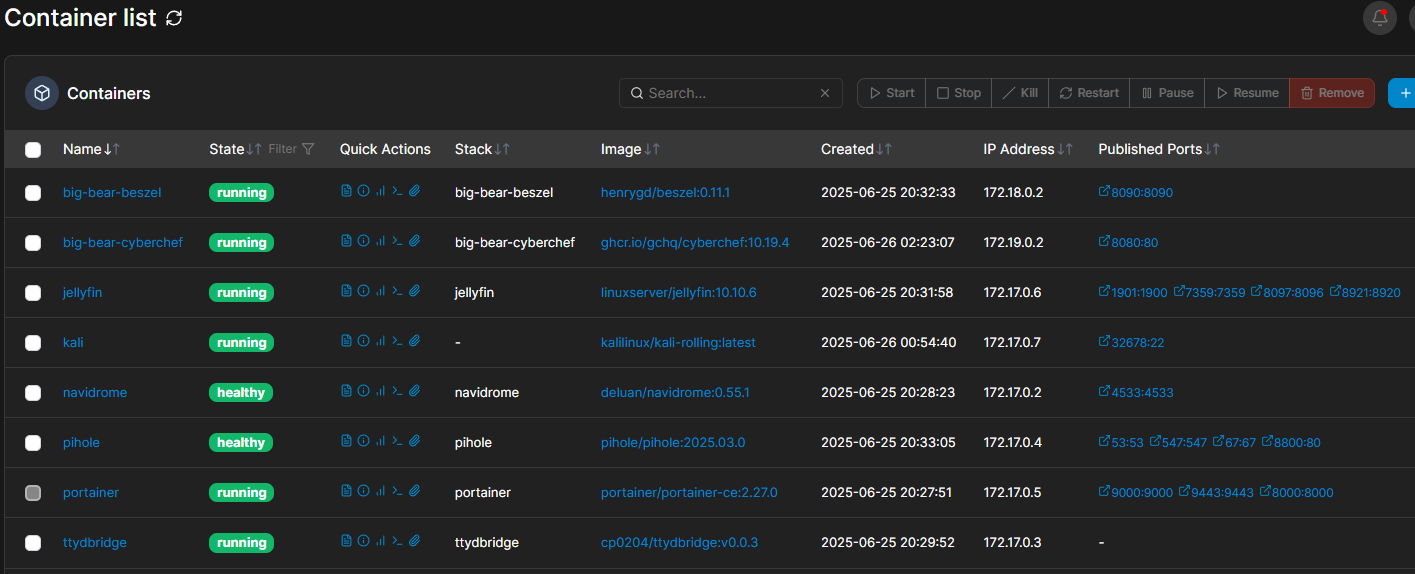 Container list
Containers Search... Start Stop Kill Restart Pause Resume Remove +
Name State Filter Quick Actions Stack Image Created IP Address Published Ports
big-bear-beszel running big-bear-beszel henrygd/beszel:0.11.1 2025-06-25 20:32:33 172.18.0.2 8090:8090
big-bear-cyberchef running big-bear-cyberchef ghcr.io/gchq/cyberchef:10.19.4 2025-06-26 02:23:07 172.19.0.2 8080:80
jellyfin running jellyfin linuxserver/jellyfin:10.10.6 2025-06-25 20:31:58 172.17.0.6 1901:1900 7359:7359 8097:8096 8921:8920
kali running - kalilinux/kali-rolling:latest 2025-06-26 00:54:40 172.17.0.7 32678:22
navidrome healthy navidrome deluan/navidrome:0.55.1 2025-06-25 20:28:23 172.17.0.2 4533:4533
pihole healthy pihole pihole/pihole:2025.03.0 2025-06-25 20:33:05 172.17.0.4 53:53 547:547 67:67 8800:80
portainer running portainer portainer/portainer-ce:2.27.0 2025-06-25 20:27:51 172.17.0.5 9000:9000 9443:9443 8000:8000
ttydbridge running ttydbridge cp0204/ttydbridge:v0.0.3 2025-06-25 20:29:52 172.17.0.3 -